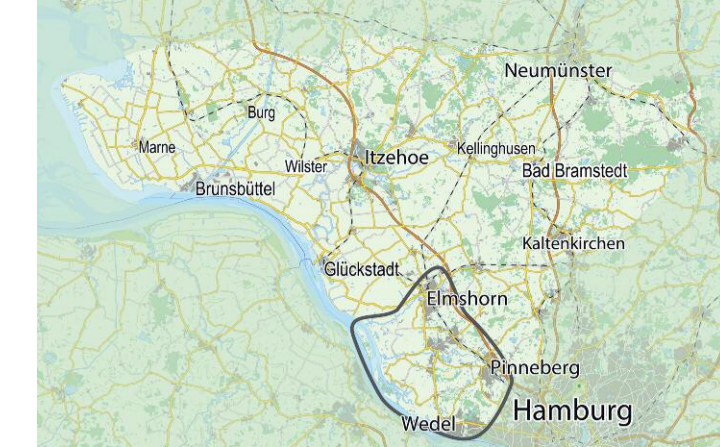 Neumünster
Burg
Marne
Itzehoe
Kellinghusen
Wilster
Bad Bramstedt
Brunsbüttel
Kaltenkirchen
Glückstadt
Elmshorn
Pinneberg
Hamburg
Wedel